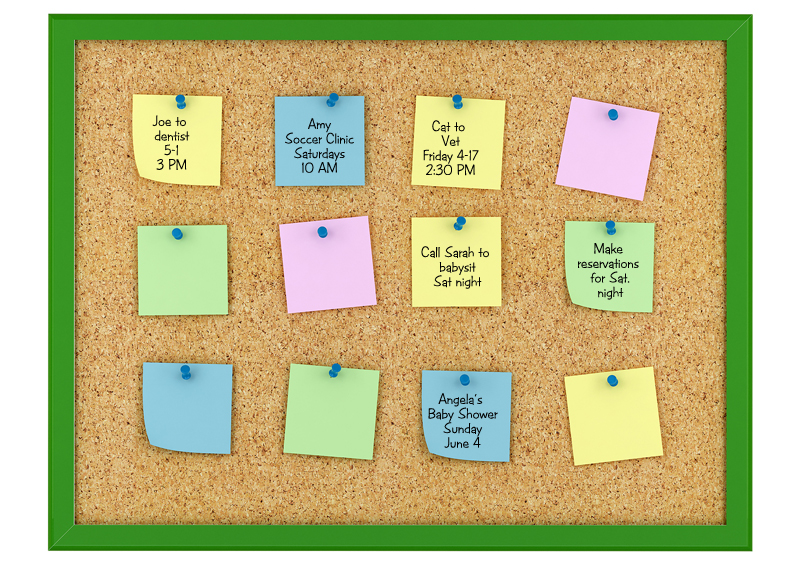 Joe to
dentist
5-1
3 PM
Amy
Soccer Clinic
Saturdays
10 AM
Cat to
Vet
Friday 4-17
2:30 PM
Call Sarah to
babysit
Sat night
Make
reservations
for Sat.
night
Angela's
Baby Shower
Sunday
June 4